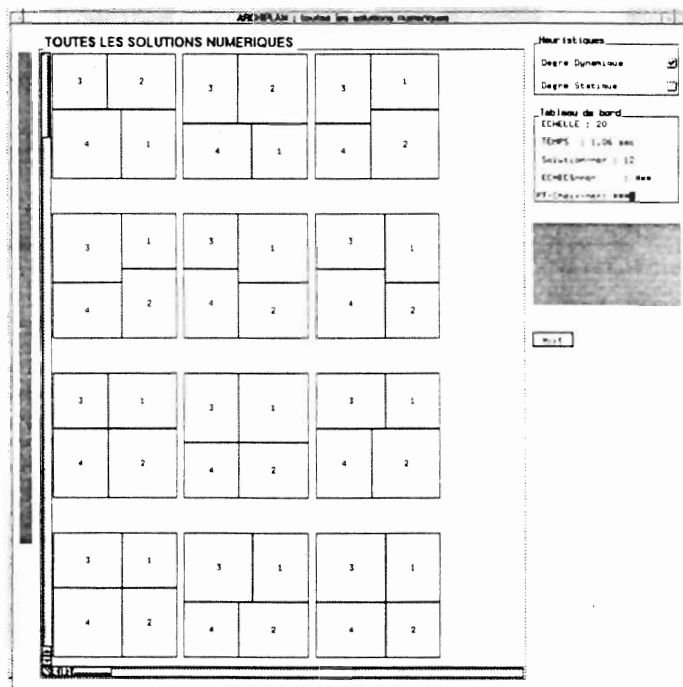 ARCHIPLAN : toutes les solutions numeriques
TOUTES LES SOLUTIONS NUMERIQUES
3 2 4 1
3 2 4 1
3 1 4 2
3 1 4 2
3 1 4 2
3 1 4 2
3 1 4 2
3 1 4 2
3 1 4 2
3 1 4 2
3 1 4 2
3 1 4 2
Heuristiques
Degre Dynamique
Degre Statique
Tableau de bord
ECHELLE : 20
TEMPS : 1.06 sec
Solution-nbr : 12